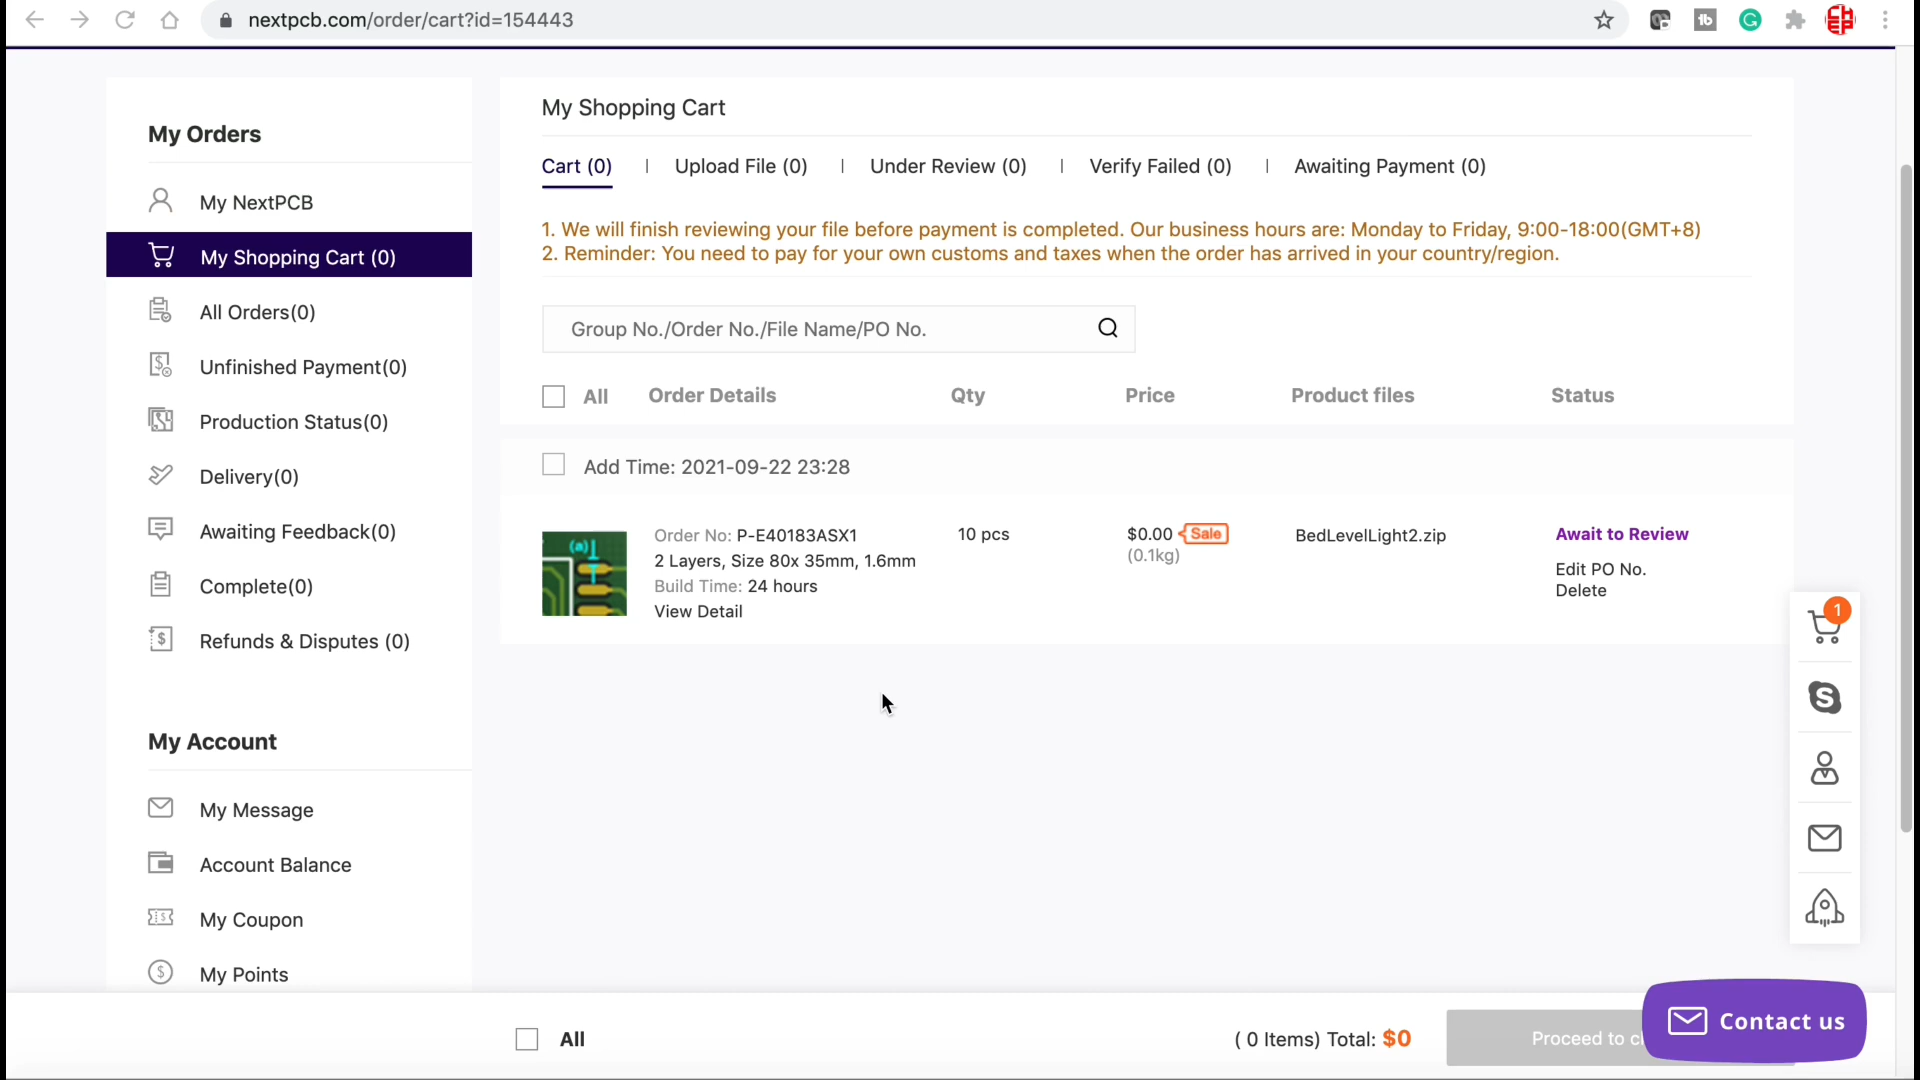 nextpcb.com/order/cart?id=154443
My Orders
My NextPCB
My Shopping Cart (0)
All Orders(0)
Unfinished Payment(0)
Production Status(0)
Delivery(0)
Awaiting Feedback(0)
Complete(0)
Refunds & Disputes (0)
My Account
My Message
Account Balance
My Coupon
My Points
My Shopping Cart
Cart (0) | Upload File (0) | Under Review (0) | Verify Failed (0) | Awaiting Payment (0)
1. We will finish reviewing your file before payment is completed. Our business hours are: Monday to Friday, 9:00-18:00(GMT+8)
2. Reminder: You need to pay for your own customs and taxes when the order has arrived in your country/region.
Group No./Order No./File Name/PO No.
All Order Details Qty Price Product files Status
Add Time: 2021-09-22 23:28
Order No: P-E40183ASX1 10 pcs $0.00 Sale BedLevelLight2.zip Await to Review
2 Layers, Size 80x 35mm, 1.6mm (0.1kg) Edit PO No.
Build Time: 24 hours Delete
View Detail
1
All ( 0 Items) Total: $0 Proceed to
Contact us